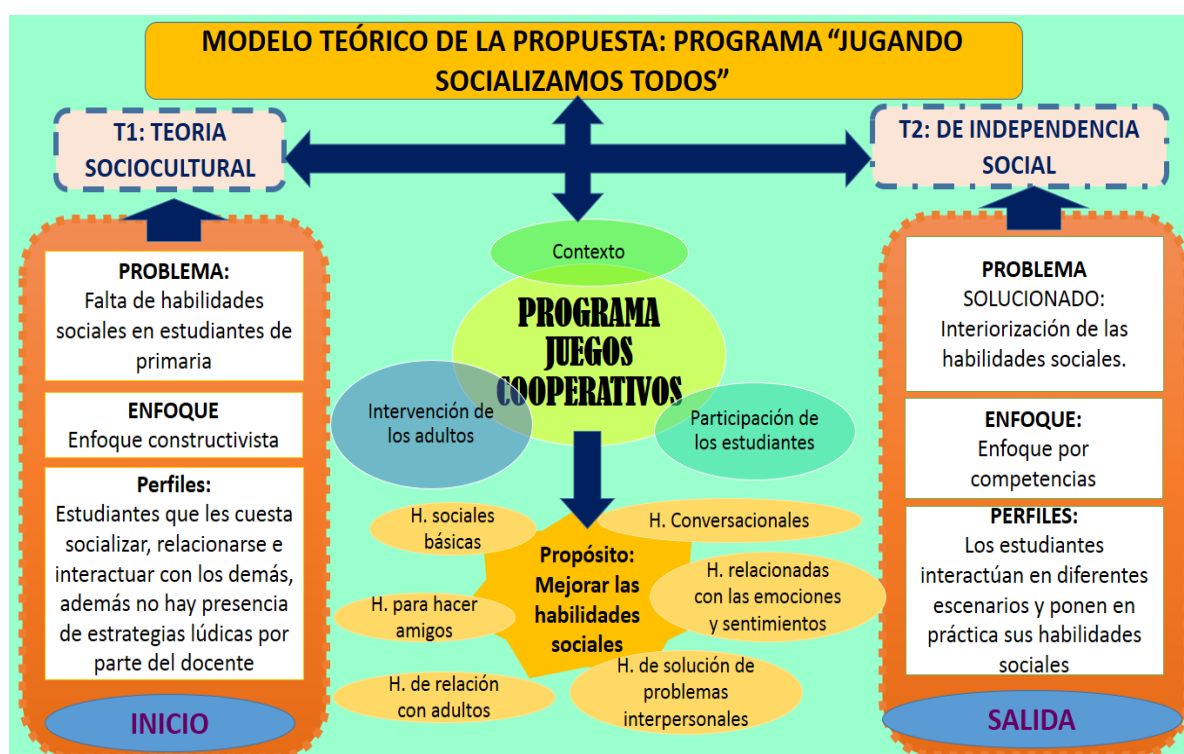 MODELO TEÓRICO DE LA PROPUESTA: PROGRAMA “JUGANDO
SOCIALIZAMOS TODOS”
T1: TEORIA
SOCIOCULTURAL
T2: DE INDEPENDENCIA
SOCIAL
PROBLEMA:
Falta de habilidades
sociales en estudiantes de
primaria
ENFOQUE
Enfoque constructivista
Perfiles:
Estudiantes que les cuesta
socializar, relacionarse e
interactuar con los demás,
además no hay presencia
de estrategias lúdicas por
parte del docente
INICIO
Contexto
PROGRAMA
JUEGOS
COOPERATIVOS
Intervención de
los adultos
Participación de
los estudiantes
H. sociales
básicas
H. Conversacionales
Propósito:
Mejorar las
habilidades
sociales
H. para hacer
amigos
H. relacionadas
con las emociones
y sentimientos
H. de relación
con adultos
H. de solución de
problemas
interpersonales
PROBLEMA
SOLUCIONADO:
Interiorización de las
habilidades sociales.
ENFOQUE:
Enfoque por
competencias
PERFILES:
Los estudiantes
interactúan en diferentes
escenarios y ponen en
práctica sus habilidades
sociales
SALIDA